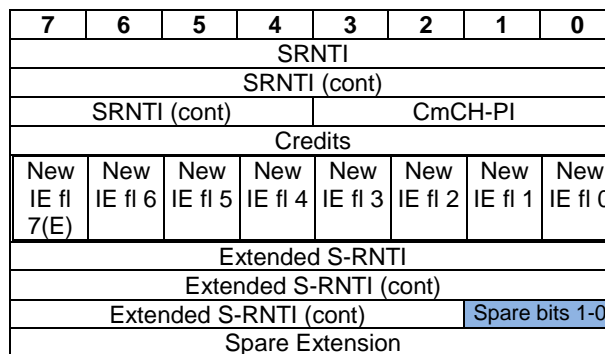 7 6 5 4 3 2 1 0
SRNTI
SRNTI (cont)
SRNTI (cont) CmCH-PI
Credits
New New New New New New New New
IE fl IE fl 6 IE fl 5 IE fl 4 IE fl 3 IE fl 2 IE fl 1 IE fl 0
7(E)
Extended S-RNTI
Extended S-RNTI (cont)
Extended S-RNTI (cont) Spare bits 1-0
Spare Extension